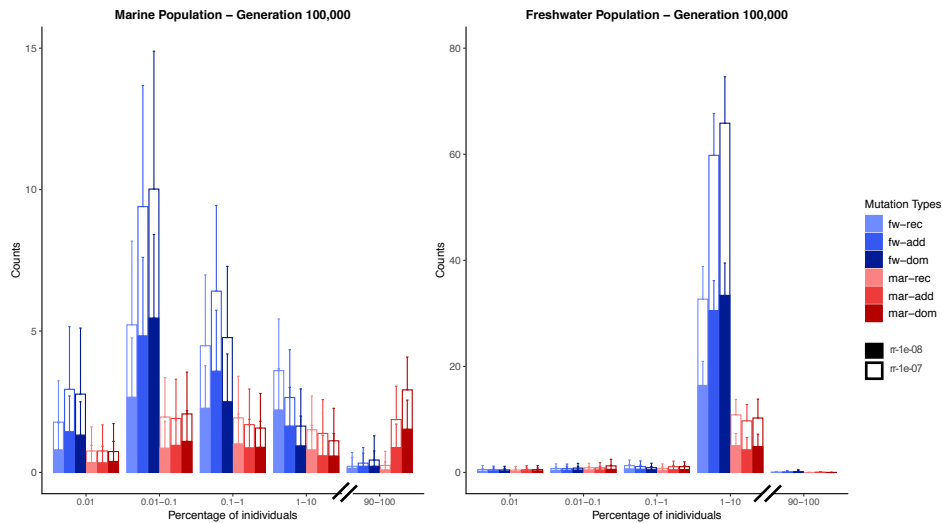 Marine Population − Generation 100,000
Freshwater Population − Generation 100,000
Counts
15
10
5
0
0.01
0.01−0.1
0.1−1
1−10
90−100
Percentage of inidividuals
Counts
80
60
40
20
0
0.01
0.01−0.1
0.1−1
1−10
90−100
Percentage of inidividuals
Mutation Types
fw−rec
fw−add
fw−dom
mar−rec
mar−add
mar−dom
rr-1e-08
rr-1e-07